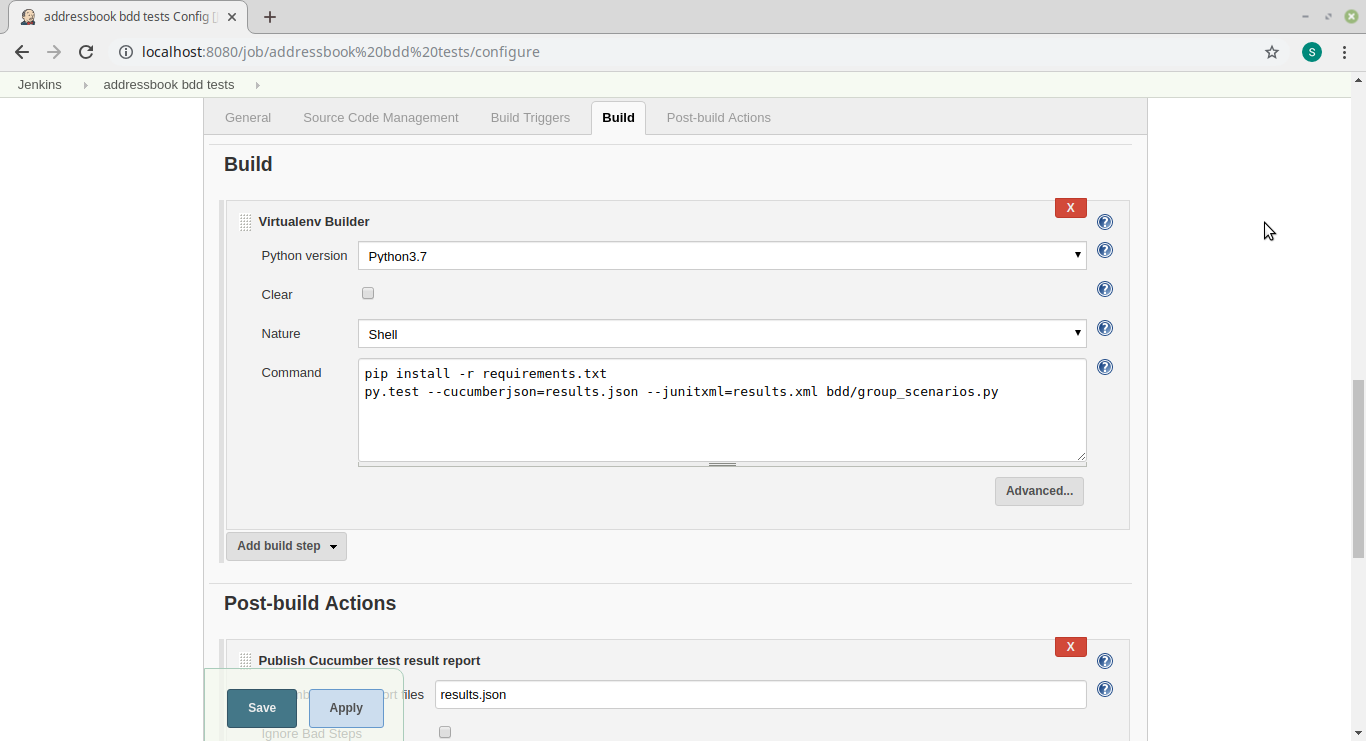 addressbook bdd tests Config [
localhost:8080/job/addressbook%20bdd%20tests/configure
S
Jenkins
addressbook bdd tests
General
Source Code Management
Build Triggers
Build
Post-build Actions
Build
X
Virtualenv Builder
?
Python version
Python3.7
?
Clear
?
Nature
Shell
?
Command
pip install -r requirements.txt
py.test --cucumberjson=results.json --junitxml=results.xml bdd/group_scenarios.py
?
Advanced...
Add build step
Post-build Actions
X
Publish Cucumber test result report
?
files
results.json
?
Save
Apply
Ignore Bad Steps